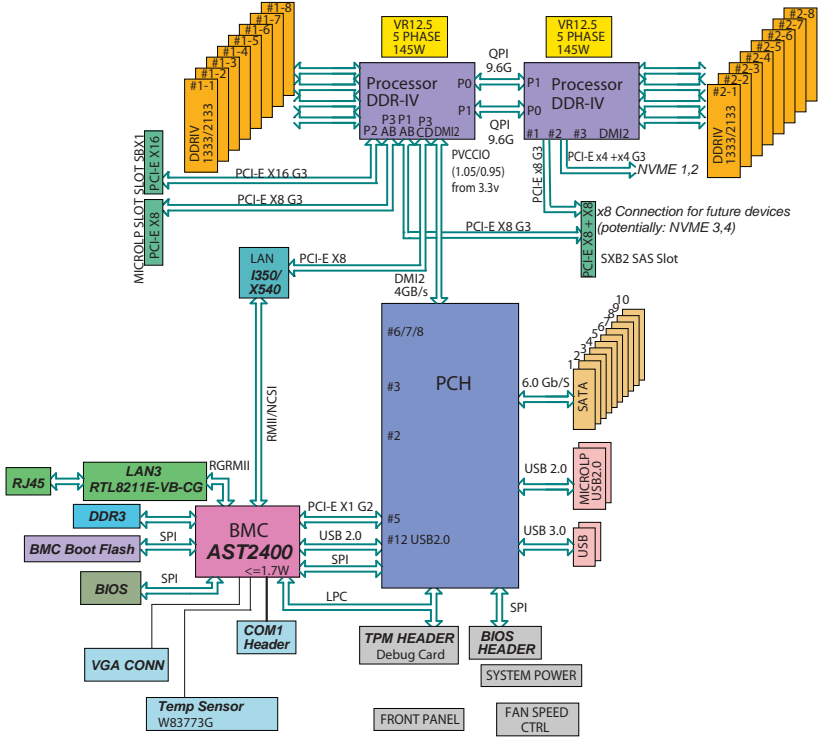 VR12.5
5 PHASE
145W
VR12.5
5 PHASE
145W
#1-8
#1-7
#1-6
#1-5
#1-4
#1-3
#1-2
#1-1
DDRIV
1333/2133
Processor
DDR-IV
P0
P1
P3 P1 P3
P2 AB AB CD DMI2
QPI
9.6G
QPI
9.6G
Processor
DDR-IV
P1
P0
#1 #2 #3 DMI2
#2-8
#2-7
#2-6
#2-5
#2-4
#2-3
#2-2
#2-1
DDRIV
1333/2133
PVCCIO
(1.05/0.95)
from 3.3v
PCI-E x8 G3
PCI-E x4 +x4 G3
NVME 1,2
SLOT SBX1
PCI-E X16
PCI-E X16 G3
MICROLP SLOT
PCI-E X8
PCI-E X8 G3
PCI-E X8 G3
PCI-E X8 + X8
x8 Connection for future devices
(potentially: NVME 3,4)
SXB2 SAS Slot
LAN
I350/
X540
PCI-E X8
DMI2
4GB/s
#6/7/8
PCH
#3
#2
#5
#12 USB2.0
6.0 Gb/S
1
2
3
4
5
6
7
8
9
10
SATA
RMII/NCSI
USB 2.0
MICROLP
USB2.0
USB 3.0
USB
RJ45
LAN3
RTL8211E-VB-CG
RGRMII
DDR3
BMC Boot Flash
SPI
BIOS
SPI
BMC
AST2400
<=1.7W
PCI-E X1 G2
USB 2.0
SPI
LPC
SPI
COM1
Header
VGA CONN
Temp Sensor
W83773G
TPM HEADER
Debug Card
BIOS
HEADER
SYSTEM POWER
FRONT PANEL
FAN SPEED
CTRL